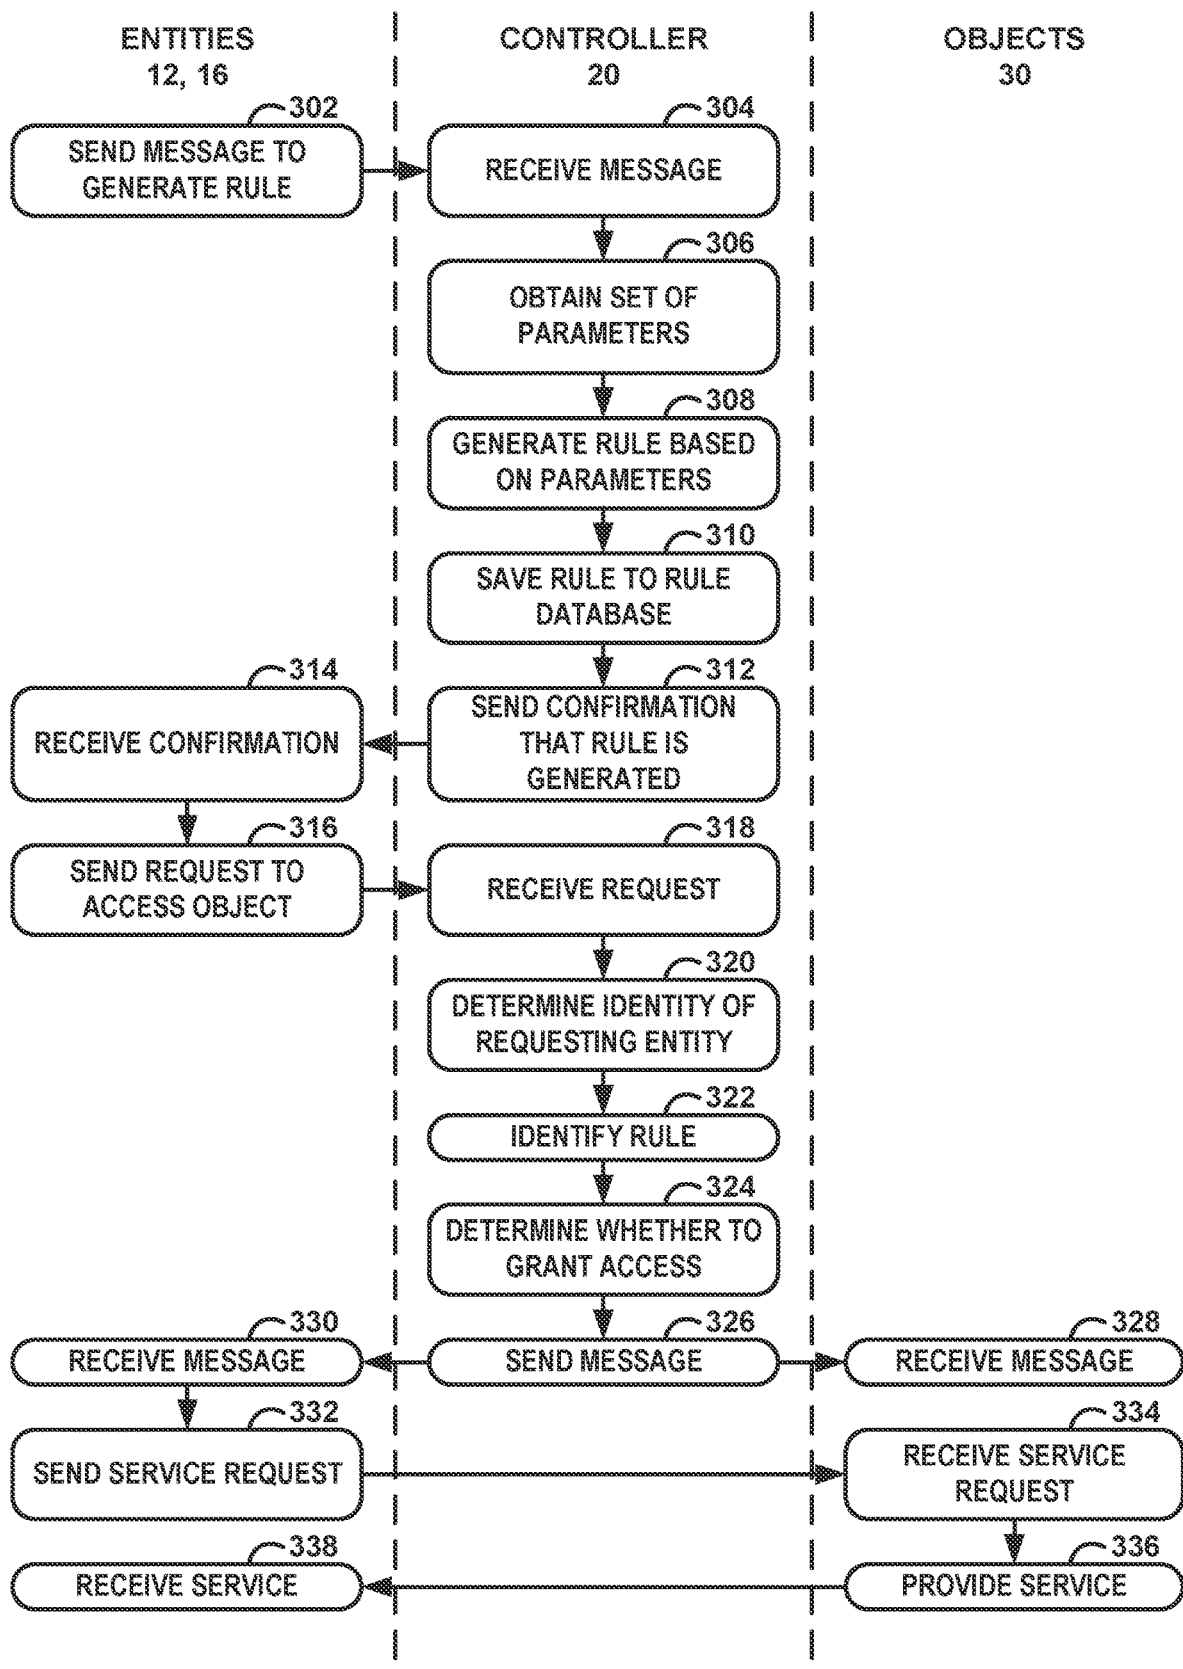 ENTITIES
12, 16
CONTROLLER
20
OBJECTS
30
302
SEND MESSAGE TO
GENERATE RULE
304
RECEIVE MESSAGE
306
OBTAIN SET OF
PARAMETERS
308
GENERATE RULE BASED
ON PARAMETERS
310
SAVE RULE TO RULE
DATABASE
312
SEND CONFIRMATION
THAT RULE IS
GENERATED
314
RECEIVE CONFIRMATION
316
SEND REQUEST TO
ACCESS OBJECT
318
RECEIVE REQUEST
320
DETERMINE IDENTITY OF
REQUESTING ENTITY
322
IDENTIFY RULE
324
DETERMINE WHETHER TO
GRANT ACCESS
326
SEND MESSAGE
328
RECEIVE MESSAGE
330
RECEIVE MESSAGE
332
SEND SERVICE REQUEST
334
RECEIVE SERVICE
REQUEST
336
PROVIDE SERVICE
338
RECEIVE SERVICE